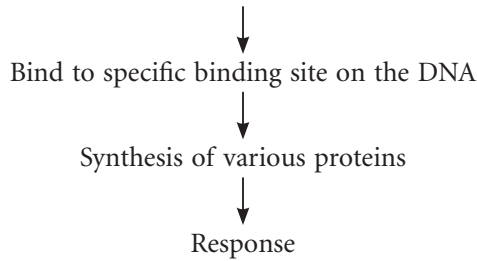 Bind to specific binding site on the DNA
Synthesis of various proteins
Response